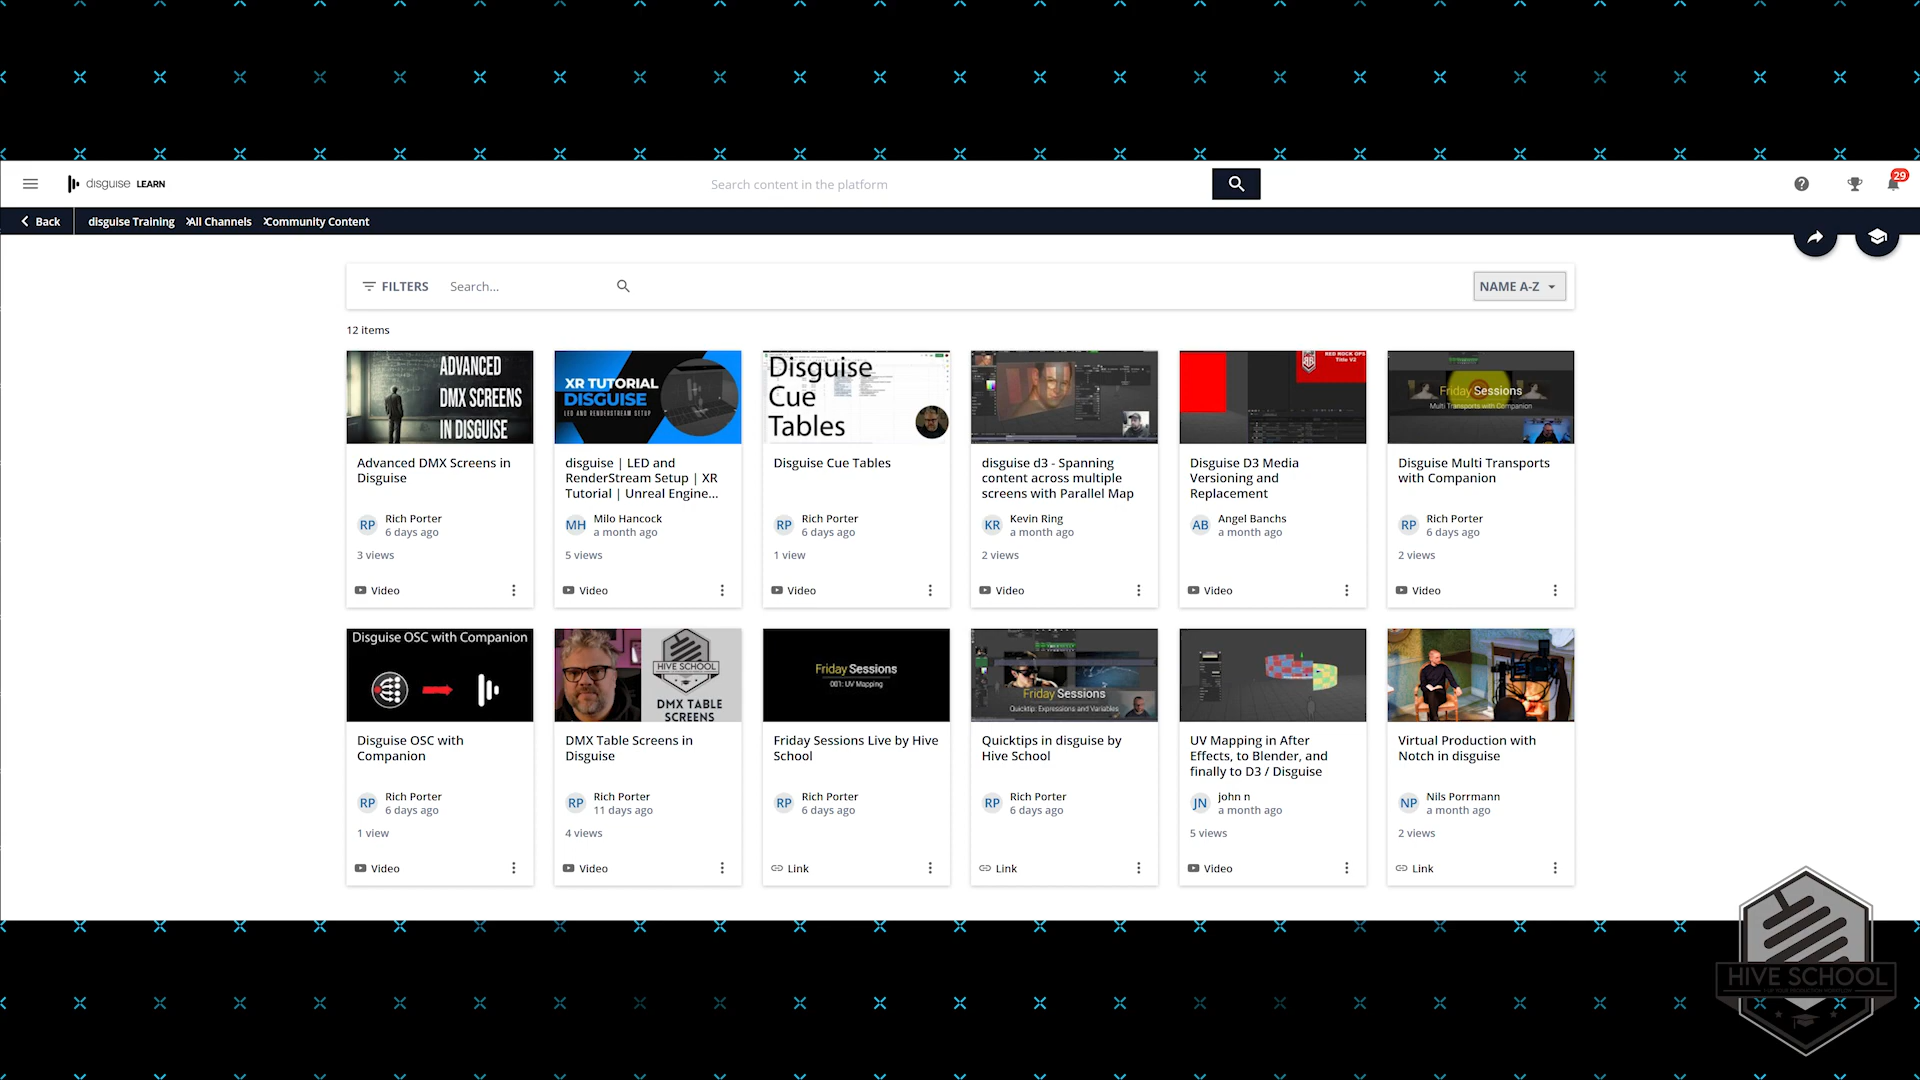 disguise LEARN
Search content in the platform
29
Back
disguise Training
All Channels
Community Content
FILTERS
Search...
NAME A-Z
12 items
ADVANCED
DMX SCREENS
IN DISGUISE
Advanced DMX Screens in
Disguise
RP
Rich Porter
6 days ago
3 views
Video
XR TUTORIAL
DISGUISE
LED AND RENDERSTREAM SETUP
disguise | LED and
RenderStream Setup | XR
Tutorial | Unreal Engine...
MH
Milo Hancock
a month ago
5 views
Video
Disguise
Cue
Tables
Disguise Cue Tables
RP
Rich Porter
6 days ago
1 view
Video
disguise d3 - Spanning
content across multiple
screens with Parallel Map
KR
Kevin Ring
a month ago
2 views
Video
RED ROCK OPS
Title V2
Disguise D3 Media
Versioning and
Replacement
AB
Angel Banchs
a month ago
Video
Friday Sessions
Multi Transports with Companion
Disguise Multi Transports
with Companion
RP
Rich Porter
6 days ago
2 views
Video
Disguise OSC with Companion
Disguise OSC with
Companion
RP
Rich Porter
6 days ago
1 view
Video
HIVE SCHOOL
DMX TABLE
SCREENS
DMX Table Screens in
Disguise
RP
Rich Porter
11 days ago
4 views
Video
Friday Sessions
001: UV Mapping
Friday Sessions Live by Hive
School
RP
Rich Porter
6 days ago
Link
Friday Sessions
Quicktip: Expressions and Variables
Quicktips in disguise by
Hive School
RP
Rich Porter
6 days ago
Link
UV Mapping in After
Effects, to Blender, and
finally to D3 / Disguise
JN
john n
a month ago
5 views
Video
Virtual Production with
Notch in disguise
NP
Nils Porrmann
a month ago
2 views
Link
HIVE SCHOOL